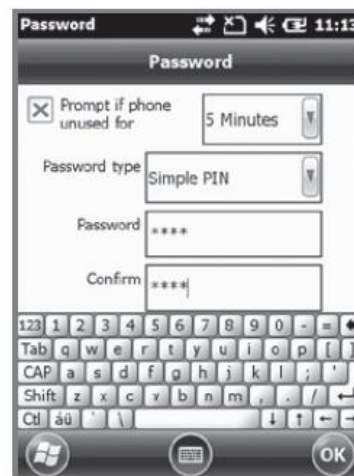 Password 11:13
Password
Prompt if phone
unused for
5 Minutes
Password type
Simple PIN
Password
****
Confirm
****
123 1 2 3 4 5 6 7 8 9 0 - =
Tab q w e r t y u i o p [ ]
CAP a s d f g h j k l ; '
Shift z x c v b n m , . /
Ctl áü ` \
OK